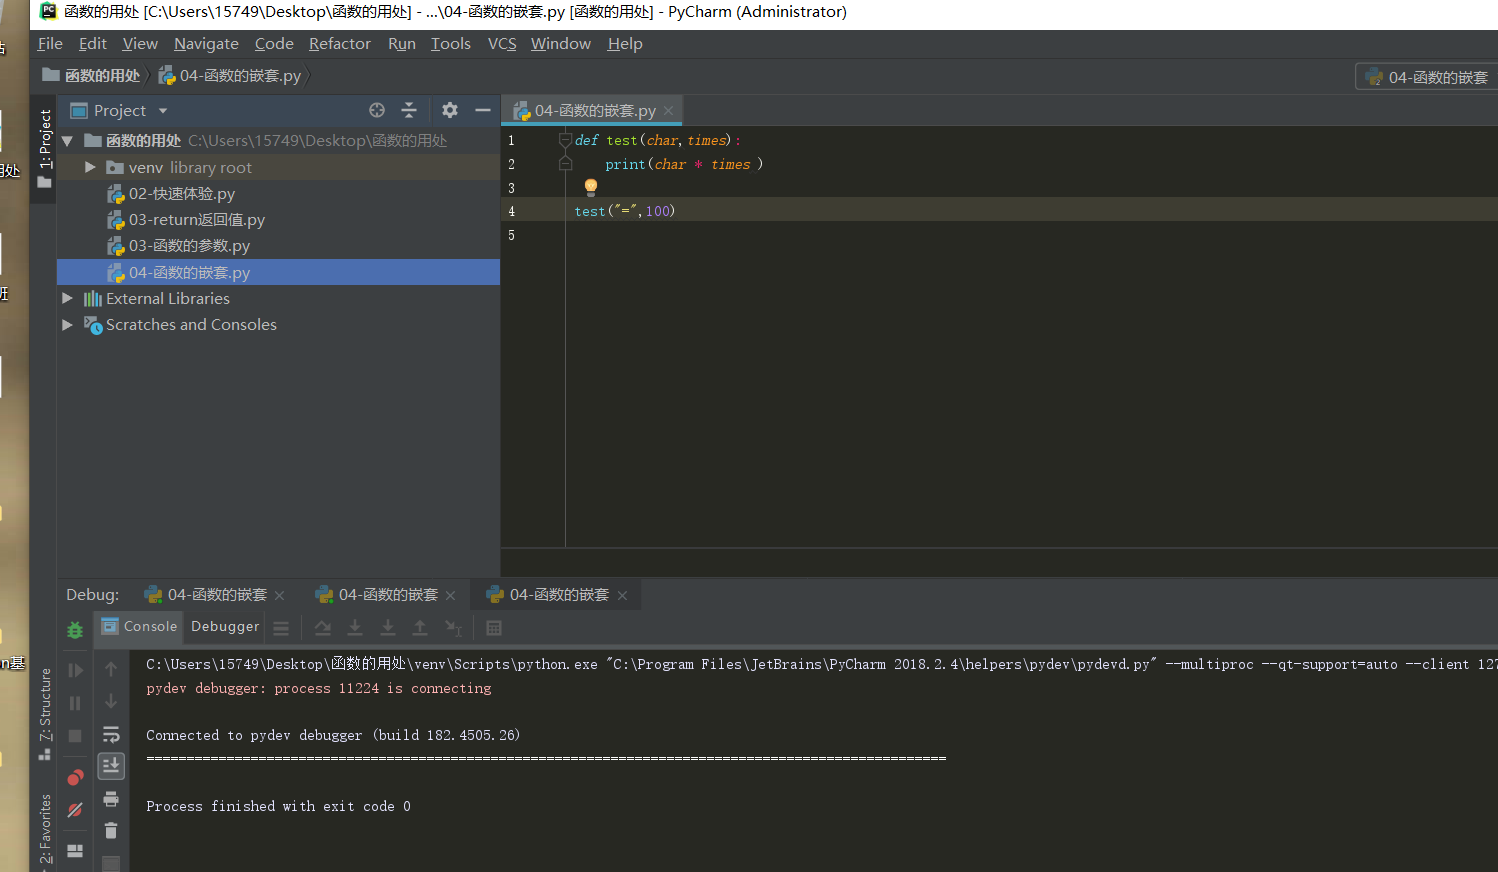 函数的用处 [C:\Users\15749\Desktop\函数的用处] - ...\04-函数的嵌套.py [函数的用处] - PyCharm (Administrator)
File Edit View Navigate Code Refactor Run Tools VCS Window Help
函数的用处 04-函数的嵌套.py 04-函数的嵌套
1: Project
Project
函数的用处 C:\Users\15749\Desktop\函数的用处
venv library root
02-快速体验.py
03-return返回值.py
03-函数的参数.py
04-函数的嵌套.py
External Libraries
Scratches and Consoles
04-函数的嵌套.py
1 def test(char,times):
2 print(char * times )
3
4 test("=",100)
5
用处
班
n基
7: Structure
2: Favorites
Debug: 04-函数的嵌套 04-函数的嵌套 04-函数的嵌套
Console Debugger
C:\Users\15749\Desktop\函数的用处\venv\Scripts\python.exe "C:\Program Files\JetBrains\PyCharm 2018.2.4\helpers\pydev\pydevd.py" --multiproc --qt-support=auto --client 127
pydev debugger: process 11224 is connecting
Connected to pydev debugger (build 182.4505.26)
====================================================================================================
Process finished with exit code 0